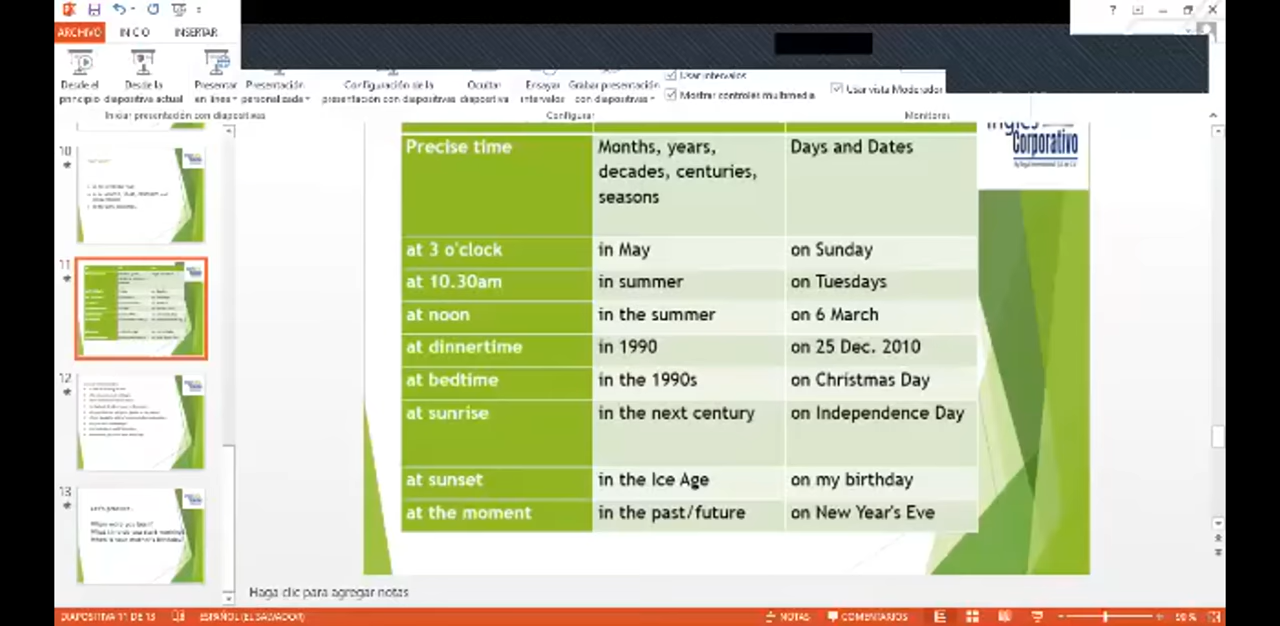 ARCHIVO INICIO INSERTAR
Desde el principio
Desde la diapositiva actual
Presentar en línea
Presentación personalizada
Configuración de la presentación con diapositivas
Ocultar diapositiva
Ensayar intervalos
Grabar presentación con diapositivas
Usar intervalos
Mostrar controles multimedia
Usar vista Moderador
Iniciar presentación con diapositivas
Configurar
Monitores
10
11
12
13
Inglés
Corporativo
Precise time
Months, years,
decades, centuries,
seasons
Days and Dates
at 3 o'clock in May on Sunday
at 10.30am in summer on Tuesdays
at noon in the summer on 6 March
at dinnertime in 1990 on 25 Dec. 2010
at bedtime in the 1990s on Christmas Day
at sunrise in the next century on Independence Day
at sunset in the Ice Age on my birthday
at the moment in the past/future on New Year's Eve
Haga clic para agregar notas
DIAPOSITIVA 11 DE 13 ESPAÑOL (EL SALVADOR) NOTAS COMENTARIOS